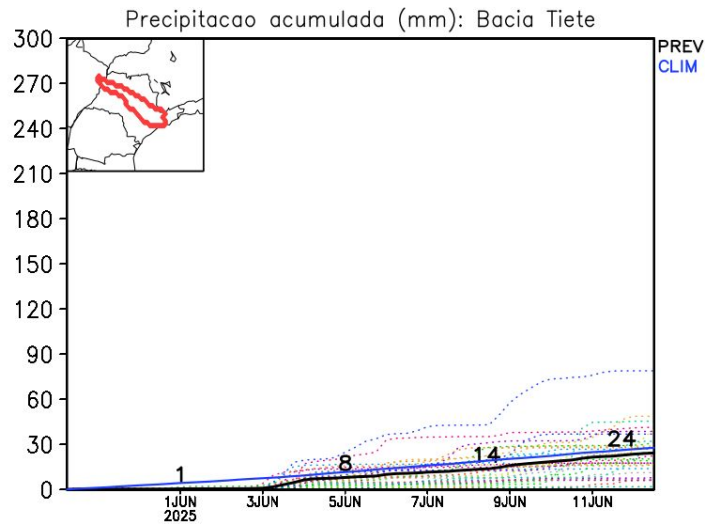 Precipitacao acumulada (mm): Bacia Tiete
PREV
CLIM
300
270
240
210
180
150
120
90
60
30
0
1
8
14
24
1JUN
2025
3JUN
5JUN
7JUN
9JUN
11JUN